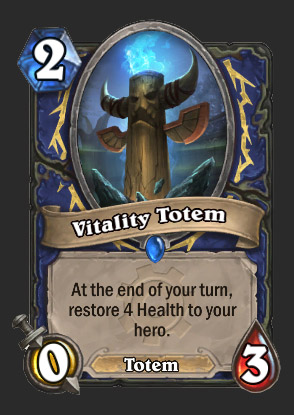 2
Vitality Totem
At the end of your turn,
restore 4 Health to your
hero.
0
Totem
3